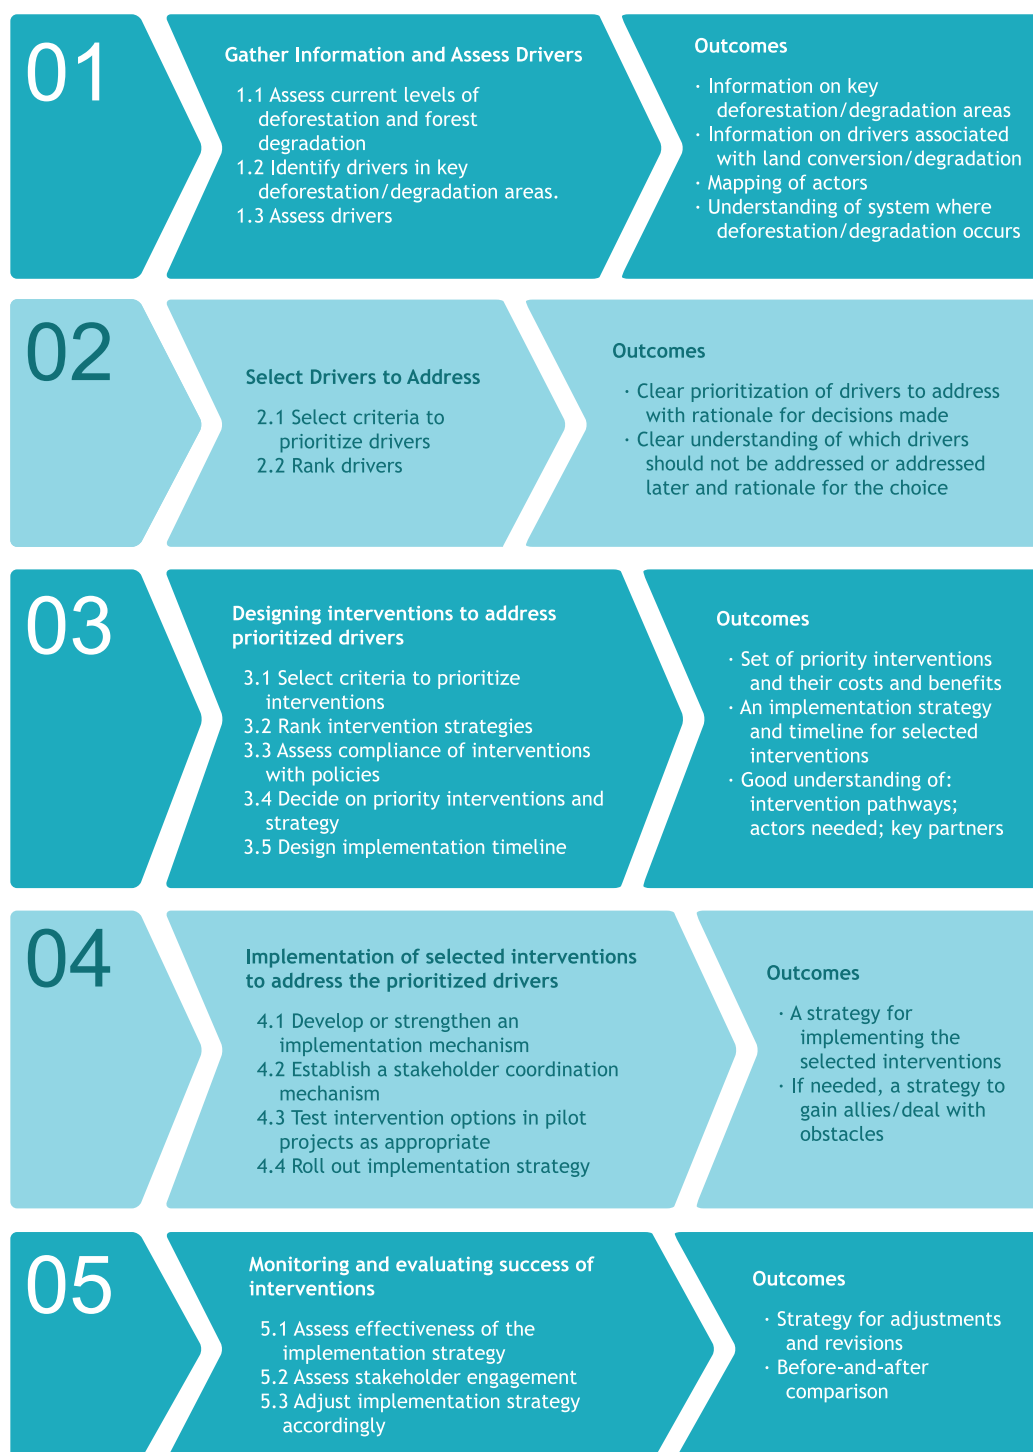 01
Gather Information and Assess Drivers
1.1 Assess current levels of
deforestation and forest
degradation
1.2 Identify drivers in key
deforestation/degradation areas.
1.3 Assess drivers
Outcomes
· Information on key
deforestation/degradation areas
· Information on drivers associated
with land conversion/degradation
· Mapping of actors
· Understanding of system where
deforestation/degradation occurs
02
Select Drivers to Address
2.1 Select criteria to
prioritize drivers
2.2 Rank drivers
Outcomes
· Clear prioritization of drivers to address
with rationale for decisions made
· Clear understanding of which drivers
should not be addressed or addressed
later and rationale for the choice
03
Designing interventions to address
prioritized drivers
3.1 Select criteria to prioritize
interventions
3.2 Rank intervention strategies
3.3 Assess compliance of interventions
with policies
3.4 Decide on priority interventions and
strategy
3.5 Design implementation timeline
Outcomes
· Set of priority interventions
and their costs and benefits
· An implementation strategy
and timeline for selected
interventions
· Good understanding of:
intervention pathways;
actors needed; key partners
04
Implementation of selected interventions
to address the prioritized drivers
4.1 Develop or strengthen an
implementation mechanism
4.2 Establish a stakeholder coordination
mechanism
4.3 Test intervention options in pilot
projects as appropriate
4.4 Roll out implementation strategy
Outcomes
· A strategy for
implementing the
selected interventions
· If needed, a strategy to
gain allies/deal with
obstacles
05
Monitoring and evaluating success of
interventions
5.1 Assess effectiveness of the
implementation strategy
5.2 Assess stakeholder engagement
5.3 Adjust implementation strategy
accordingly
Outcomes
· Strategy for adjustments
and revisions
· Before-and-after
comparison